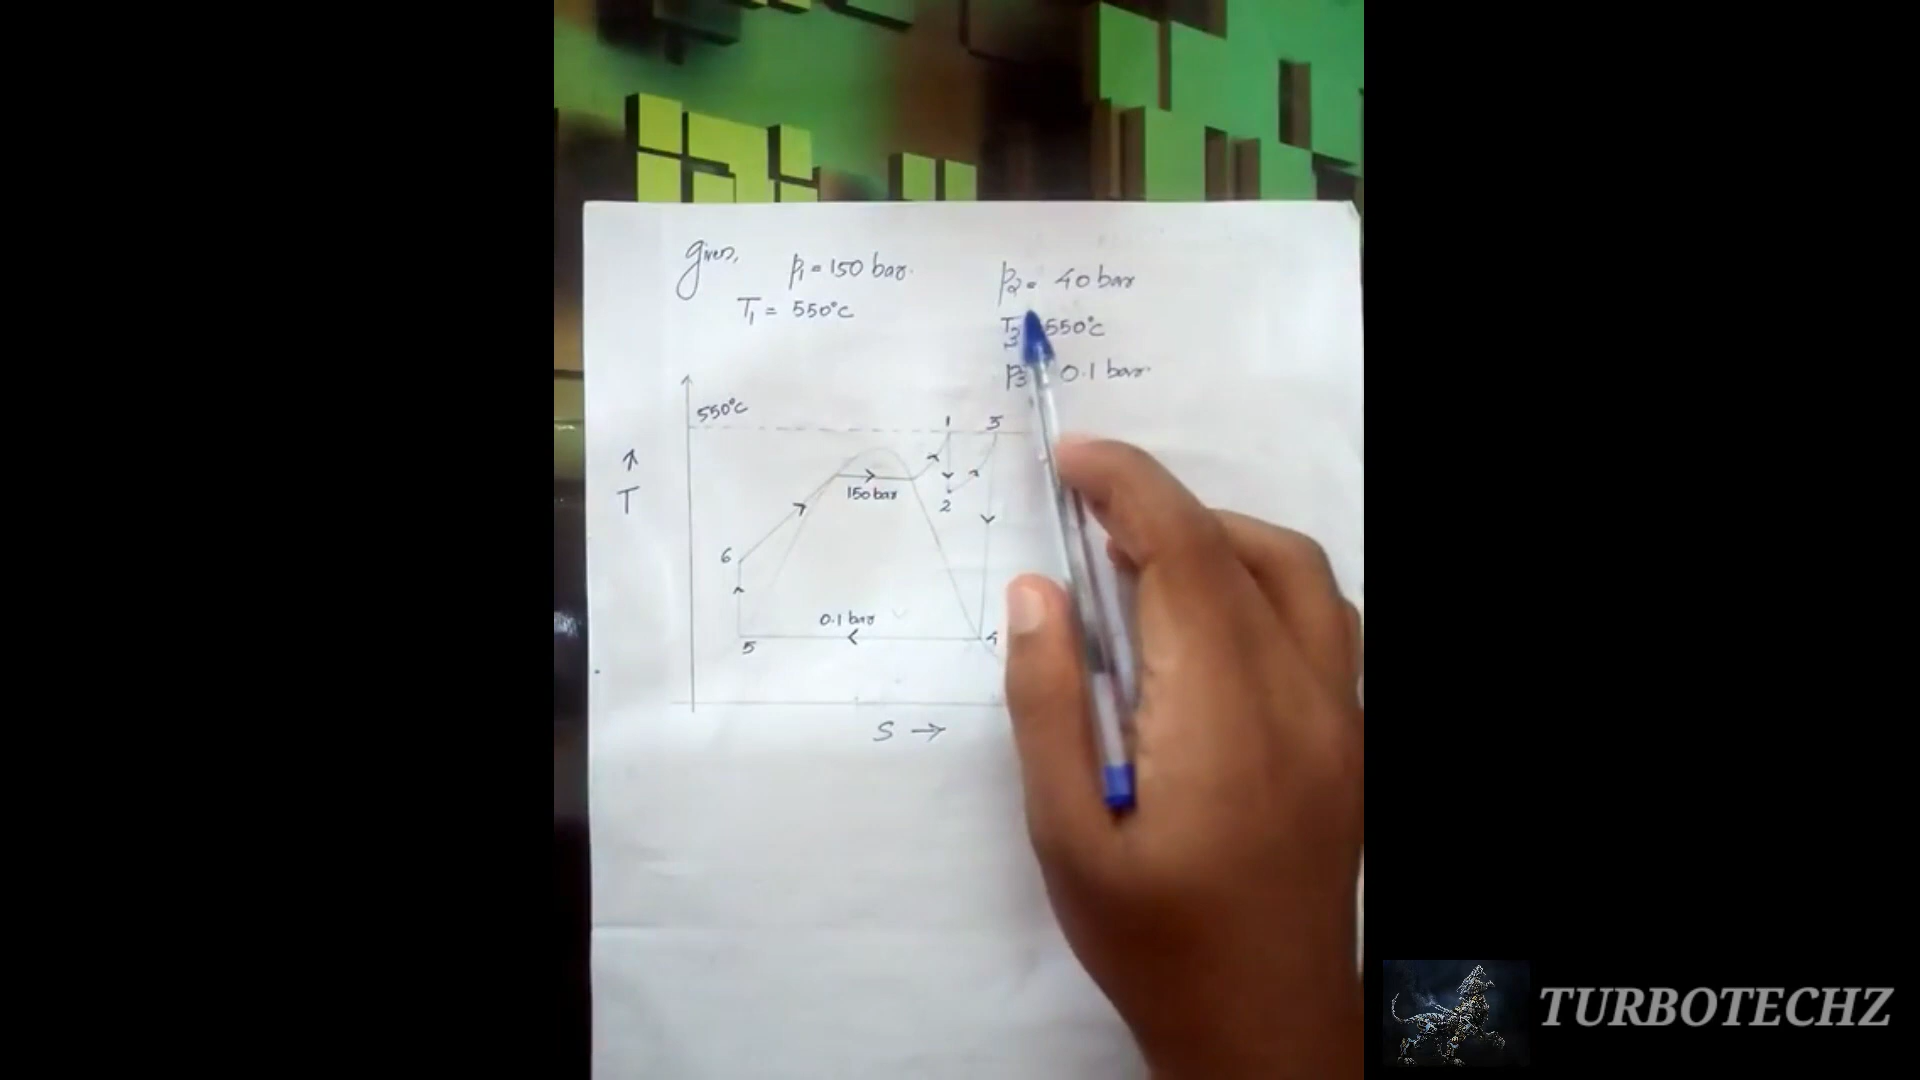 Given,
p₁ = 150 bar.
p₂ = 40 bar
T₁ = 550°C
T₃ 550°C
p₃ 0.1 bar.
550°C
1 3
↑
T
150 bar
2
6
0.1 bar
5
4
S →
TURBOTECHZ